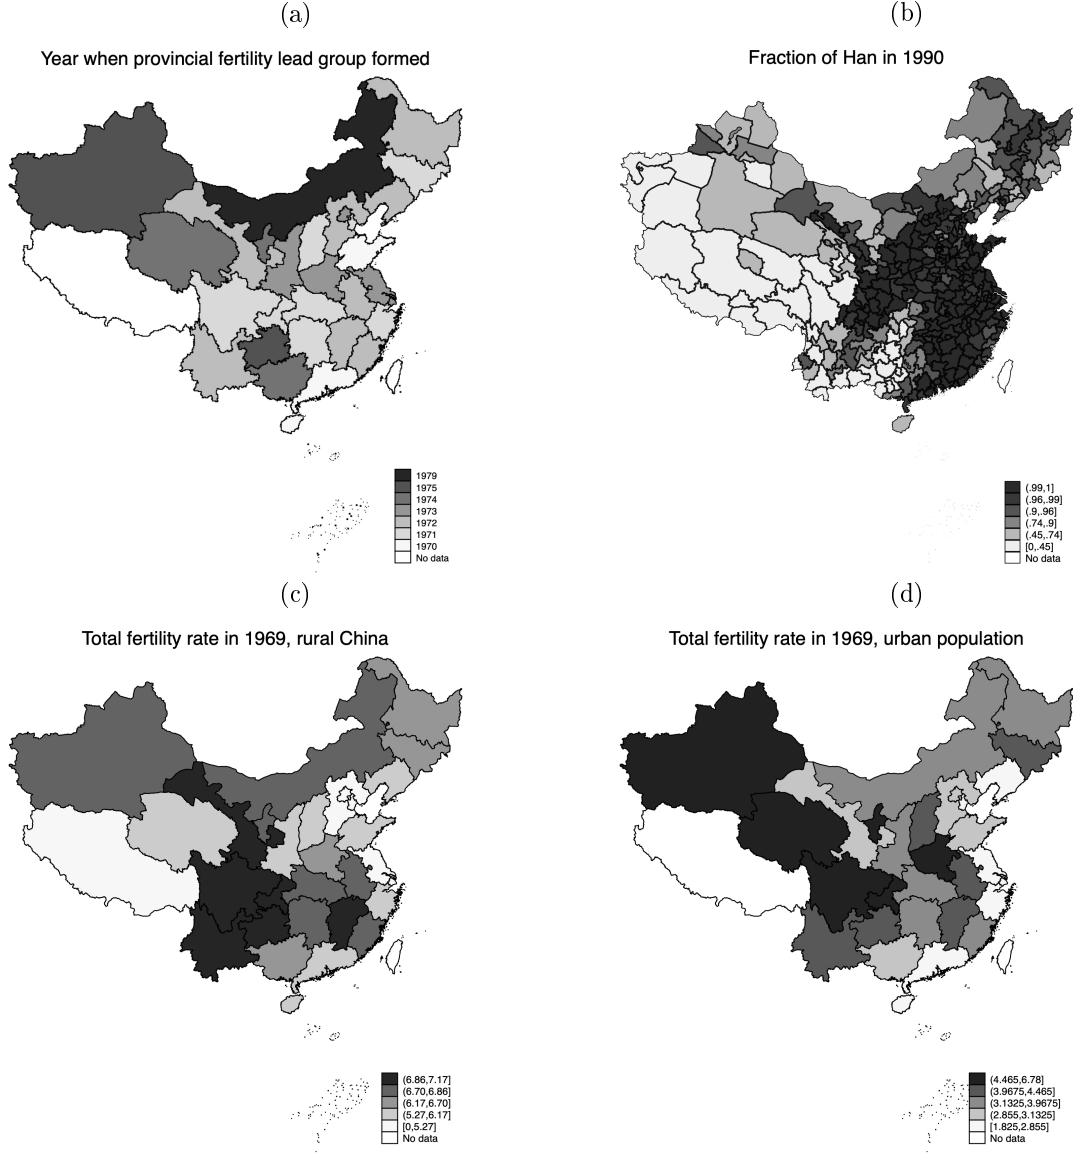 (a)
Year when provincial fertility lead group formed
1979
1975
1974
1973
1972
1971
1970
No data
(b)
Fraction of Han in 1990
(.99,1]
(.96,.99]
(.9,.96]
(.74,.9]
(.45,.74]
[0,.45]
No data
(c)
Total fertility rate in 1969, rural China
(6.86,7.17]
(6.70,6.86]
(6.17,6.70]
(5.27,6.17]
[0,5.27]
No data
(d)
Total fertility rate in 1969, urban population
(4.465,6.78]
(3.9675,4.465]
(3.1325,3.9675]
(2.855,3.1325]
[1.825,2.855]
No data